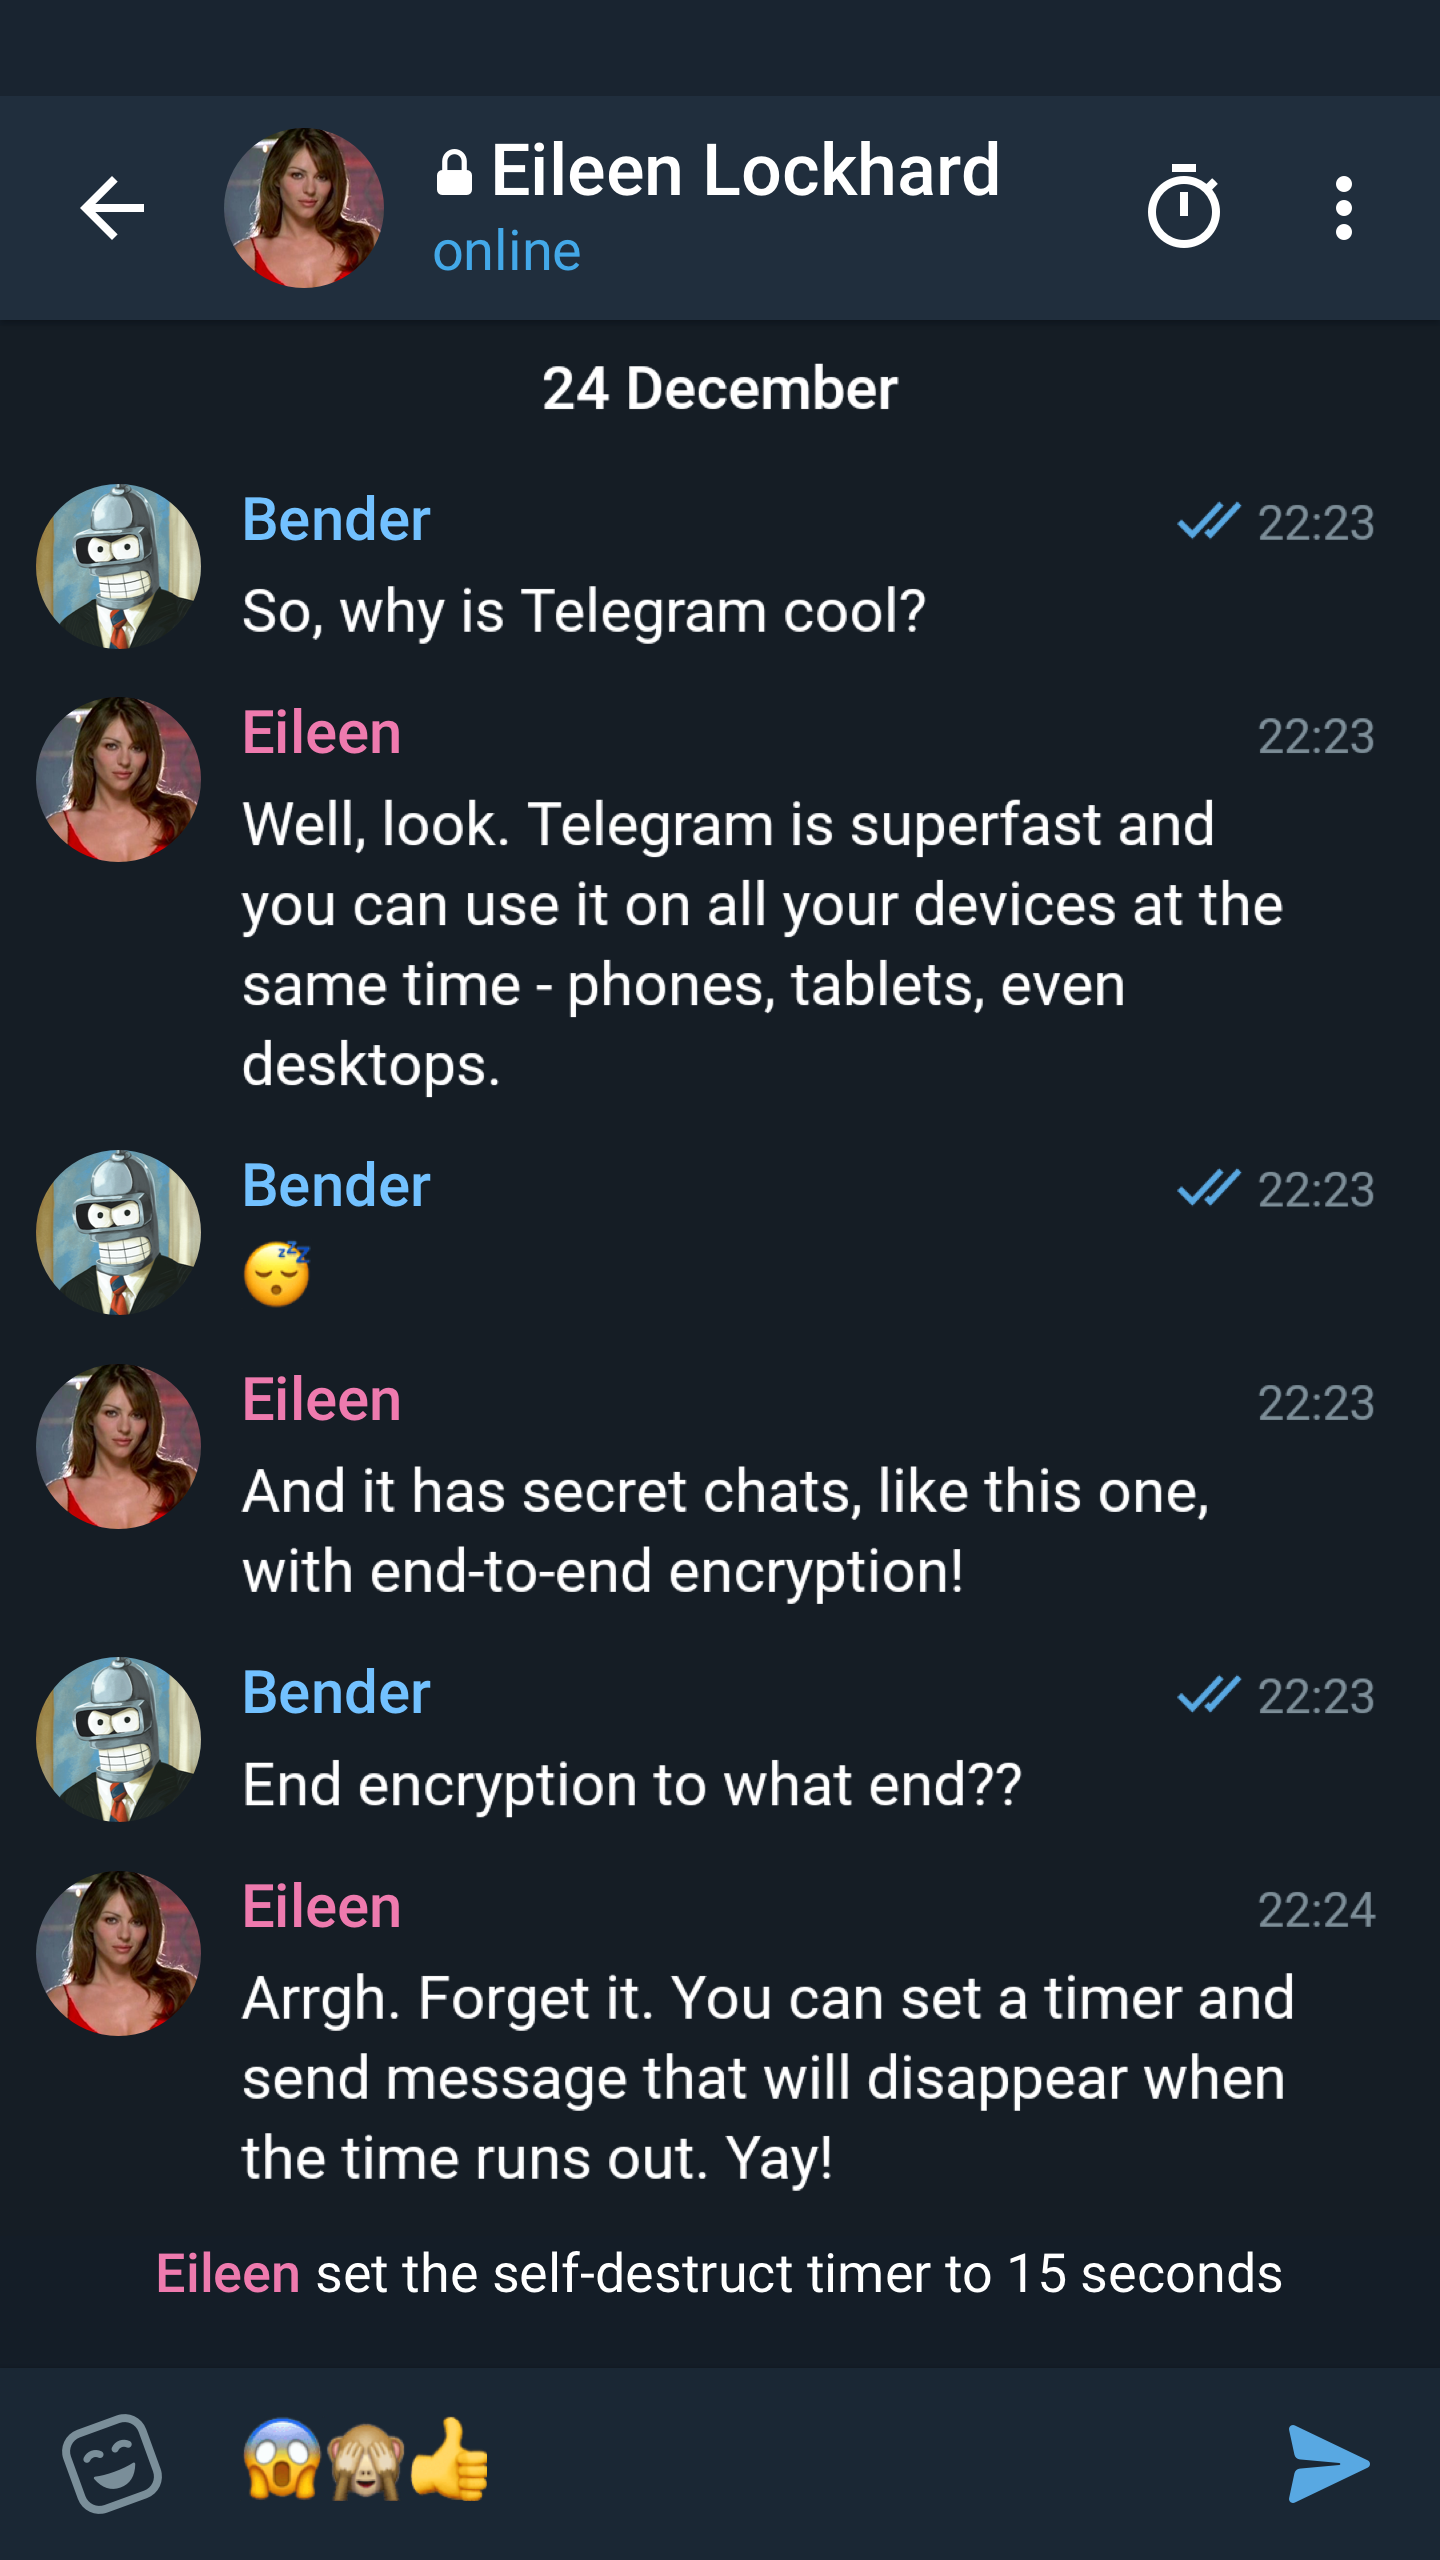 Eileen Lockhard
online
24 December
Bender
22:23
So, why is Telegram cool?
Eileen
22:23
Well, look. Telegram is superfast and
you can use it on all your devices at the
same time - phones, tablets, even
desktops.
Bender
22:23
😴
Eileen
22:23
And it has secret chats, like this one,
with end-to-end encryption!
Bender
22:23
End encryption to what end??
Eileen
22:24
Arrgh. Forget it. You can set a timer and
send message that will disappear when
the time runs out. Yay!
Eileen set the self-destruct timer to 15 seconds
😱🙈👍